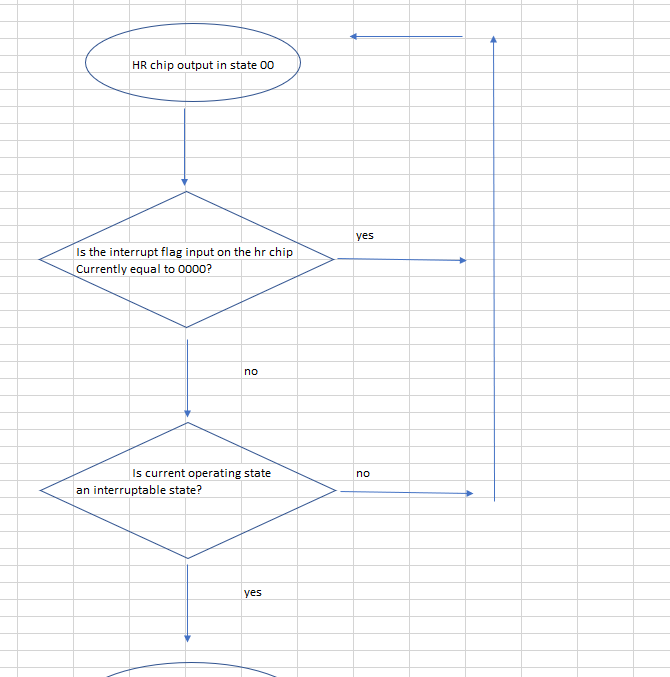 HR chip output in state 00
yes
Is the interrupt flag input on the hr chip
Currently equal to 0000?
no
Is current operating state
no
an interruptable state?
yes